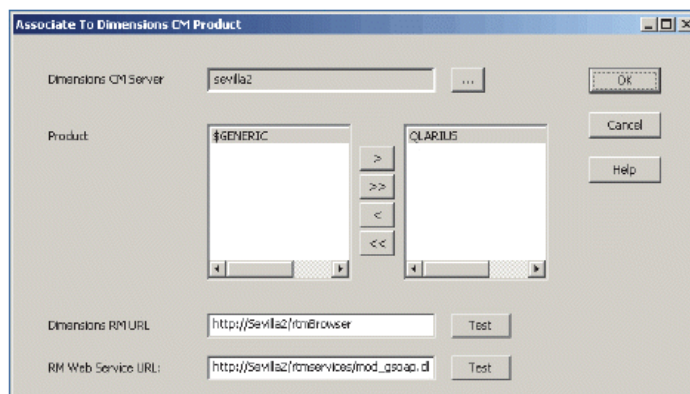 Associate To Dimensions CM Product
Dimensions CM Server sevilla2 ... OK
Product $GENERIC QLARIUS Cancel
> Help
>>
<
<<
Dimensions RM URL http://Sevilla2/rtmBrowser Test
RM Web Service URL: http://Sevilla2/rtmservices/mod_gsoap.dl Test